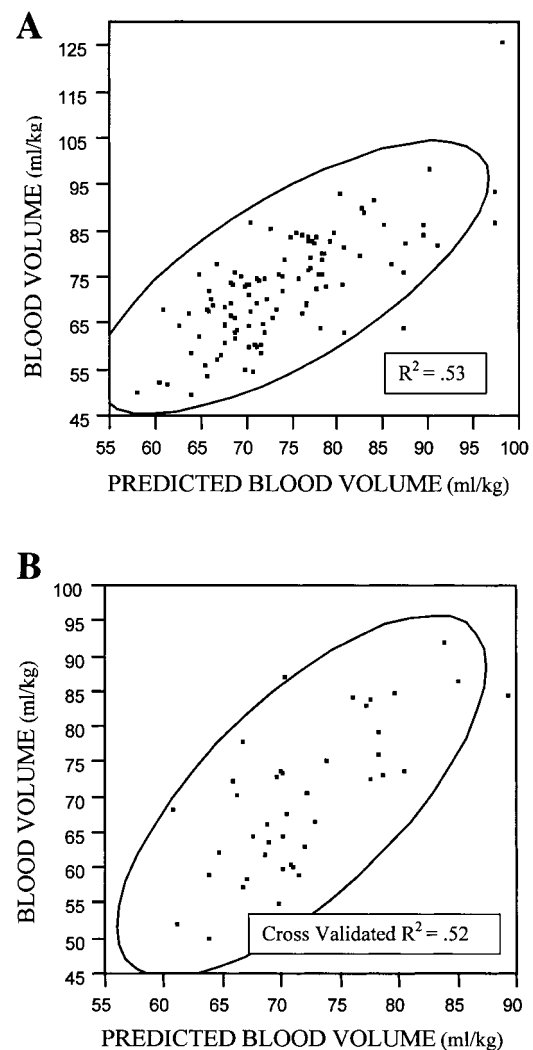 A
125
115
105
95
85
75
65
55
45
BLOOD VOLUME (ml/kg)
R² = .53
55 60 65 70 75 80 85 90 95 100
PREDICTED BLOOD VOLUME (ml/kg)
B
100
95
90
85
80
75
70
65
60
55
50
45
BLOOD VOLUME (ml/kg)
Cross Validated R² = .52
55 60 65 70 75 80 85 90
PREDICTED BLOOD VOLUME (ml/kg)